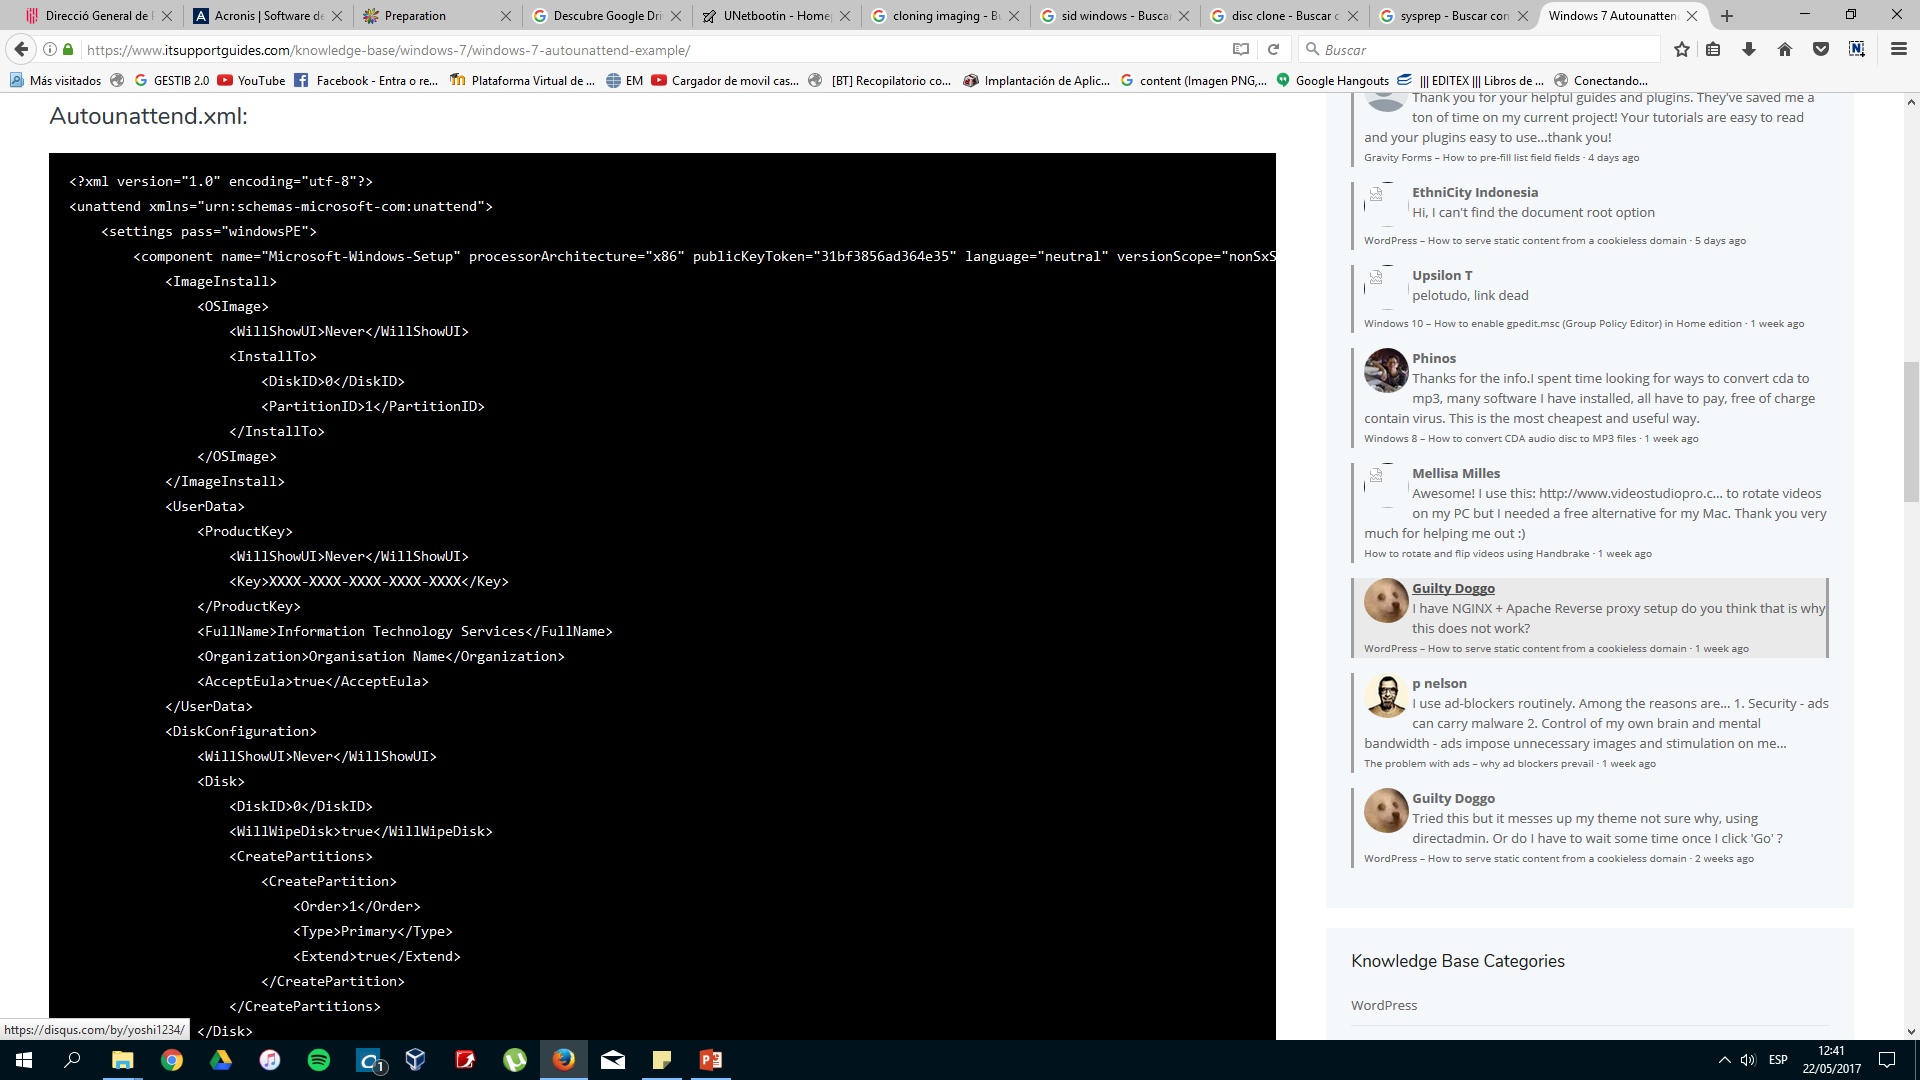 Direcció General de F
Acronis | Software de
Preparation
Descubre Google Dri
UNetbootin - Home
cloning imaging - Bu
sid windows - Buscar
disc clone - Buscar c
sysprep - Buscar con
Windows 7 Autounatten
https://www.itsupportguides.com/knowledge-base/windows-7/windows-7-autounattend-example/
Buscar
Más visitados
GESTIB 2.0
YouTube
Facebook - Entra o re...
Plataforma Virtual de ...
EM
Cargador de movil cas...
[BT] Recopilatorio co...
Implantación de Aplic...
content (Imagen PNG,...
Google Hangouts
||| EDITEX ||| Libros de ...
Conectando...
Autounattend.xml:
<?xml version="1.0" encoding="utf-8"?>
<unattend xmlns="urn:schemas-microsoft-com:unattend">
<settings pass="windowsPE">
<component name="Microsoft-Windows-Setup" processorArchitecture="x86" publicKeyToken="31bf3856ad364e35" language="neutral" versionScope="nonSxS
<ImageInstall>
<OSImage>
<WillShowUI>Never</WillShowUI>
<InstallTo>
<DiskID>0</DiskID>
<PartitionID>1</PartitionID>
</InstallTo>
</OSImage>
</ImageInstall>
<UserData>
<ProductKey>
<WillShowUI>Never</WillShowUI>
<Key>XXXX-XXXX-XXXX-XXXX-XXXX</Key>
</ProductKey>
<FullName>Information Technology Services</FullName>
<Organization>Organisation Name</Organization>
<AcceptEula>true</AcceptEula>
</UserData>
<DiskConfiguration>
<WillShowUI>Never</WillShowUI>
<Disk>
<DiskID>0</DiskID>
<WillWipeDisk>true</WillWipeDisk>
<CreatePartitions>
<CreatePartition>
<Order>1</Order>
<Type>Primary</Type>
<Extend>true</Extend>
</CreatePartition>
</CreatePartitions>
</Disk>
https://disqus.com/by/yoshi1234/
Thank you for your helpful guides and plugins. They've saved me a
ton of time on my current project! Your tutorials are easy to read
and your plugins easy to use...thank you!
Gravity Forms – How to pre-fill list field fields · 4 days ago
EthniCity Indonesia
Hi, I can't find the document root option
WordPress – How to serve static content from a cookieless domain · 5 days ago
Upsilon T
pelotudo, link dead
Windows 10 – How to enable gpedit.msc (Group Policy Editor) in Home edition · 1 week ago
Phinos
Thanks for the info.I spent time looking for ways to convert cda to
mp3, many software I have installed, all have to pay, free of charge
contain virus. This is the most cheapest and useful way.
Windows 8 – How to convert CDA audio disc to MP3 files · 1 week ago
Mellisa Milles
Awesome! I use this: http://www.videostudiopro.c... to rotate videos
on my PC but I needed a free alternative for my Mac. Thank you very
much for helping me out :)
How to rotate and flip videos using Handbrake · 1 week ago
Guilty Doggo
I have NGINX + Apache Reverse proxy setup do you think that is why
this does not work?
WordPress – How to serve static content from a cookieless domain · 1 week ago
p nelson
I use ad-blockers routinely. Among the reasons are... 1. Security - ads
can carry malware 2. Control of my own brain and mental
bandwidth - ads impose unnecessary images and stimulation on me...
The problem with ads – why ad blockers prevail · 1 week ago
Guilty Doggo
Tried this but it messes up my theme not sure why, using
directadmin. Or do I have to wait some time once I click 'Go' ?
WordPress – How to serve static content from a cookieless domain · 2 weeks ago
Knowledge Base Categories
WordPress
1
ESP
12:41
22/05/2017